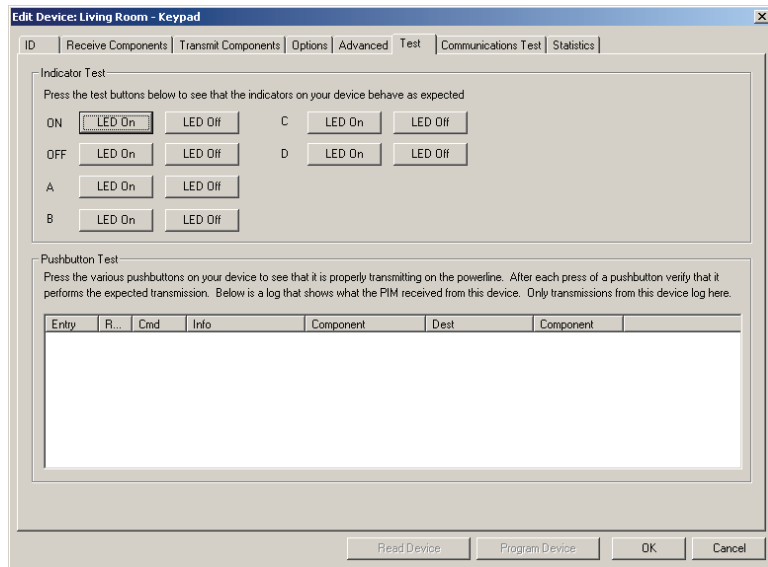 Edit Device: Living Room - Keypad
ID Receive Components Transmit Components Options Advanced Test Communications Test Statistics
Indicator Test
Press the test buttons below to see that the indicators on your device behave as expected
ON LED On LED Off C LED On LED Off
OFF LED On LED Off D LED On LED Off
A LED On LED Off
B LED On LED Off
Pushbutton Test
Press the various pushbuttons on your device to see that it is properly transmitting on the powerline. After each press of a pushbutton verify that it
performs the expected transmission. Below is a log that shows what the PIM received from this device. Only transmissions from this device log here.
Entry R... Cmd Info Component Dest Component
Read Device Program Device OK Cancel